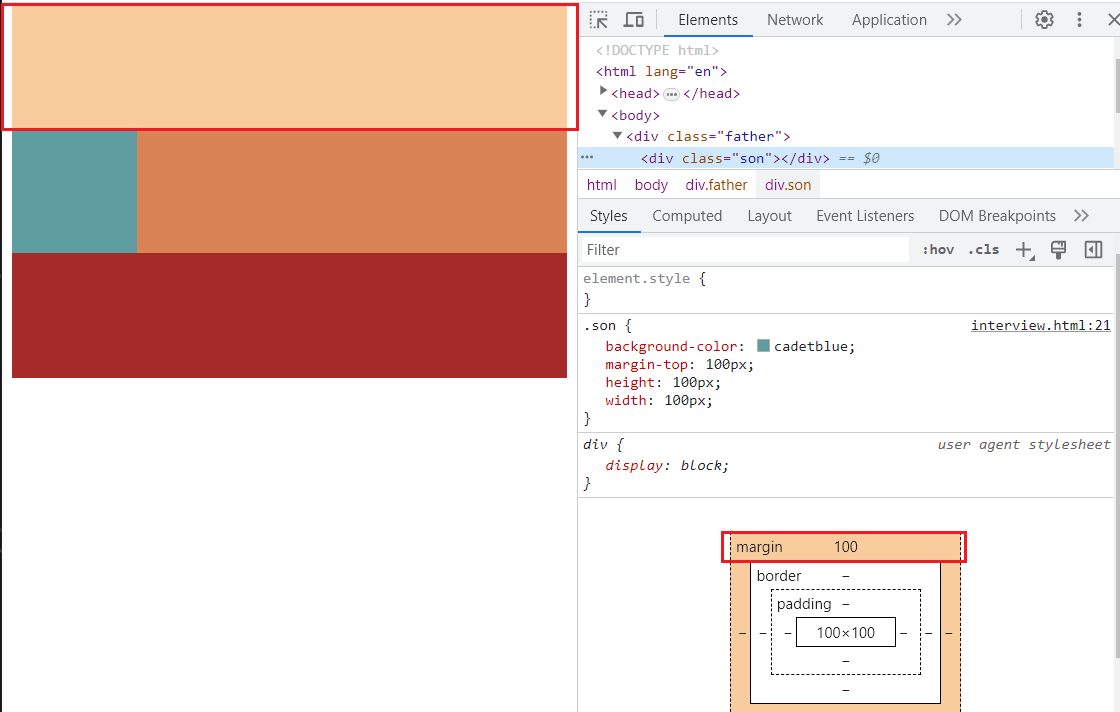 Elements Network Application
<!DOCTYPE html>
<html lang="en">
<head> ••• </head>
<body>
<div class="father">
••• <div class="son"></div> == $0
html body div.father div.son
Styles Computed Layout Event Listeners DOM Breakpoints
Filter :hov .cls
element.style {
}
.son { interview.html:21
background-color: cadetblue;
margin-top: 100px;
height: 100px;
width: 100px;
}
div { user agent stylesheet
display: block;
}
margin 100
border –
padding –
– – – 100×100 – – –
–
–